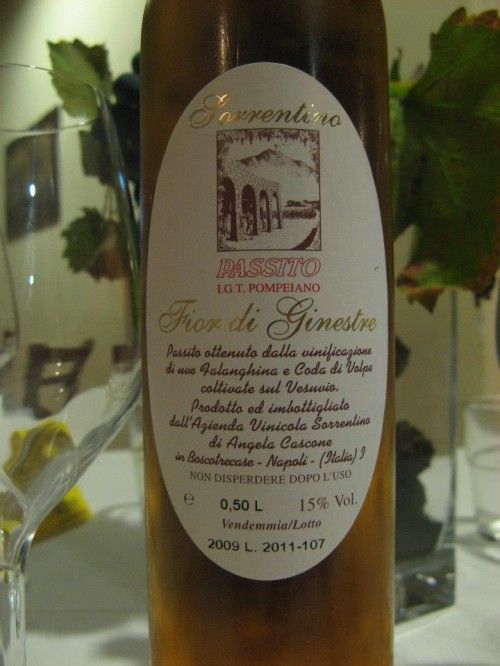 Sorrentino
PASSITO
I.G.T. POMPEIANO
Fior di Ginestre
Passito ottenuto dalla vinificazione
di uve Falanghina e Coda di Volpe
coltivate sul Vesuvio.
Prodotto ed imbottigliato
dall'Azienda Vinicola Sorrentino
di Angela Cascone
in Boscotrecase - Napoli - (Italia) I
NON DISPERDERE DOPO L'USO
℮ 0,50 L 15% Vol.
Vendemmia/Lotto
2009 L. 2011-107